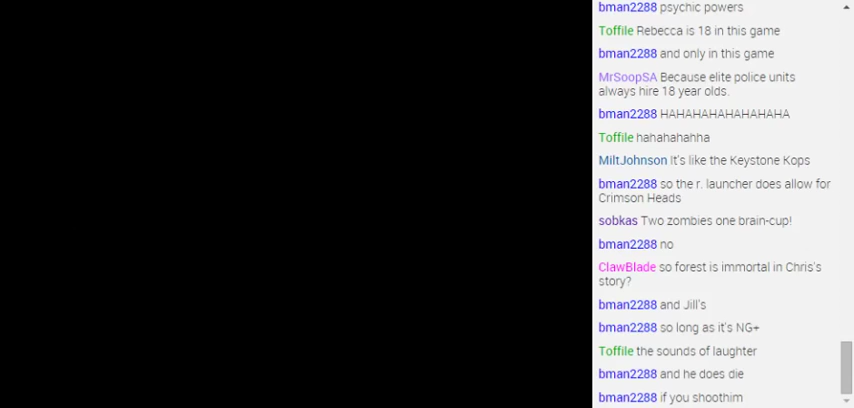 bman2288 psychic powers
Toffile Rebecca is 18 in this game
bman2288 and only in this game
MrSoopSA Because elite police units
always hire 18 year olds.
bman2288 HAHAHAHAHAHAHAHA
Toffile hahahahahha
MiltJohnson It's like the Keystone Kops
bman2288 so the r. launcher does allow for
Crimson Heads
sobkas Two zombies one brain-cup!
bman2288 no
ClawBlade so forest is immortal in Chris's
story?
bman2288 and Jill's
bman2288 so long as it's NG+
Toffile the sounds of laughter
bman2288 and he does die
bman2288 if you shoothim